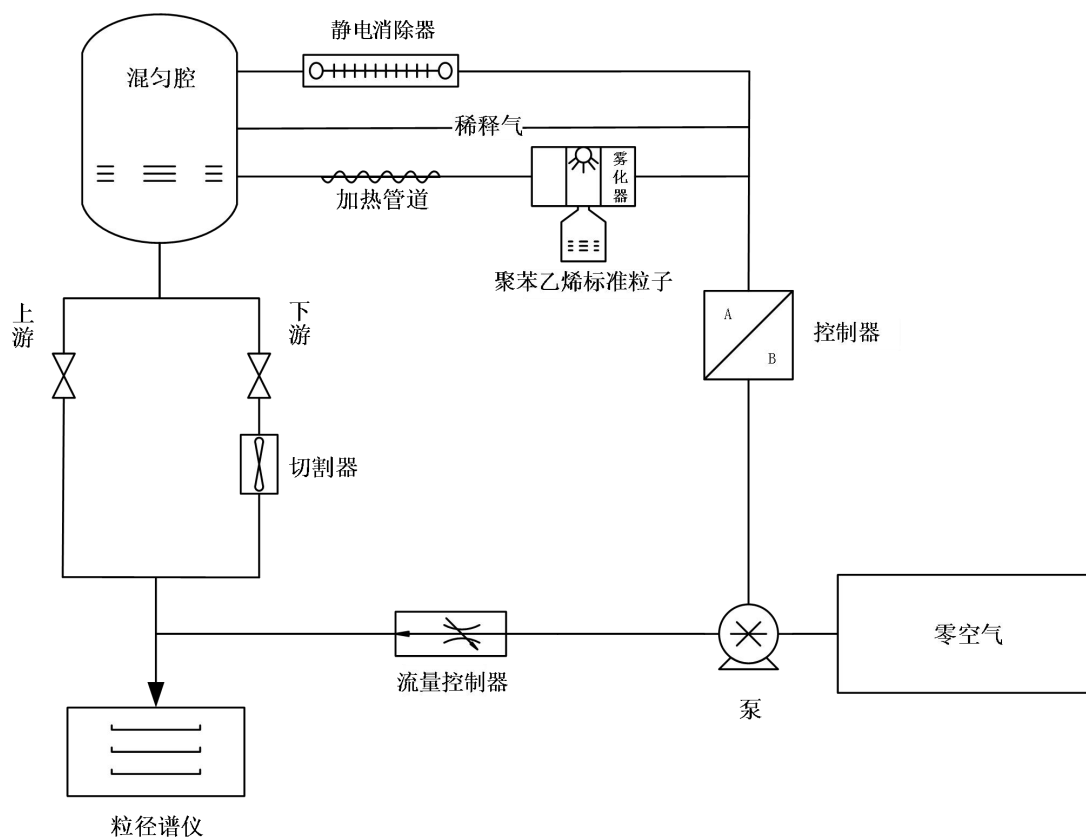 静电消除器
混匀腔
稀释气
雾化器
加热管道
聚苯乙烯标准粒子
上游
下游
A
B
控制器
切割器
零空气
流量控制器
泵
粒径谱仪